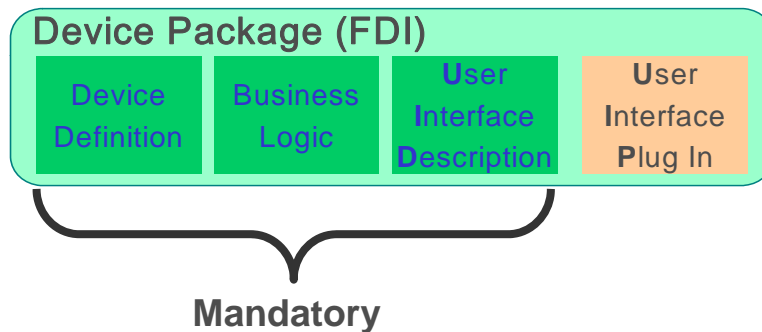 Device Package (FDI)
Device
Definition
Business
Logic
User
Interface
Description
User
Interface
Plug In
Mandatory